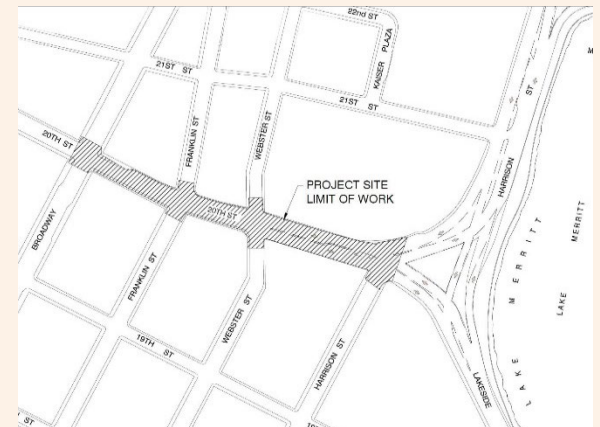 22nd ST
KAISER PLAZA
21ST ST
21ST ST
20TH ST
FRANKLIN ST
WEBSTER ST
HARRISON ST
PROJECT SITE
LIMIT OF WORK
20TH ST
BROADWAY
FRANKLIN ST
WEBSTER ST
HARRISON ST
19TH ST
LAKE MERRITT
LAKE MERRITT
LAKESIDE